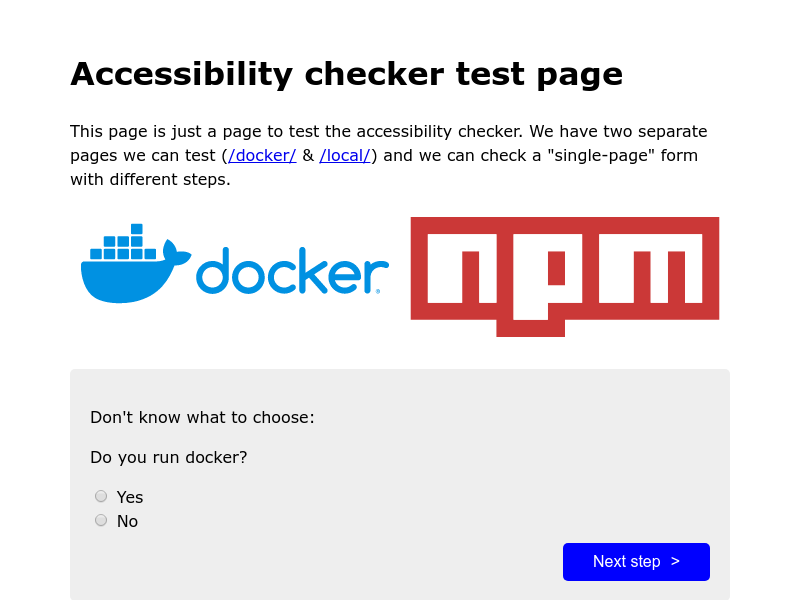 Accessibility checker test page
This page is just a page to test the accessibility checker. We have two separate
pages we can test (/docker/ & /local/) and we can check a "single-page" form
with different steps.
docker®
npm
Don't know what to choose:
Do you run docker?
Yes
No
Next step >